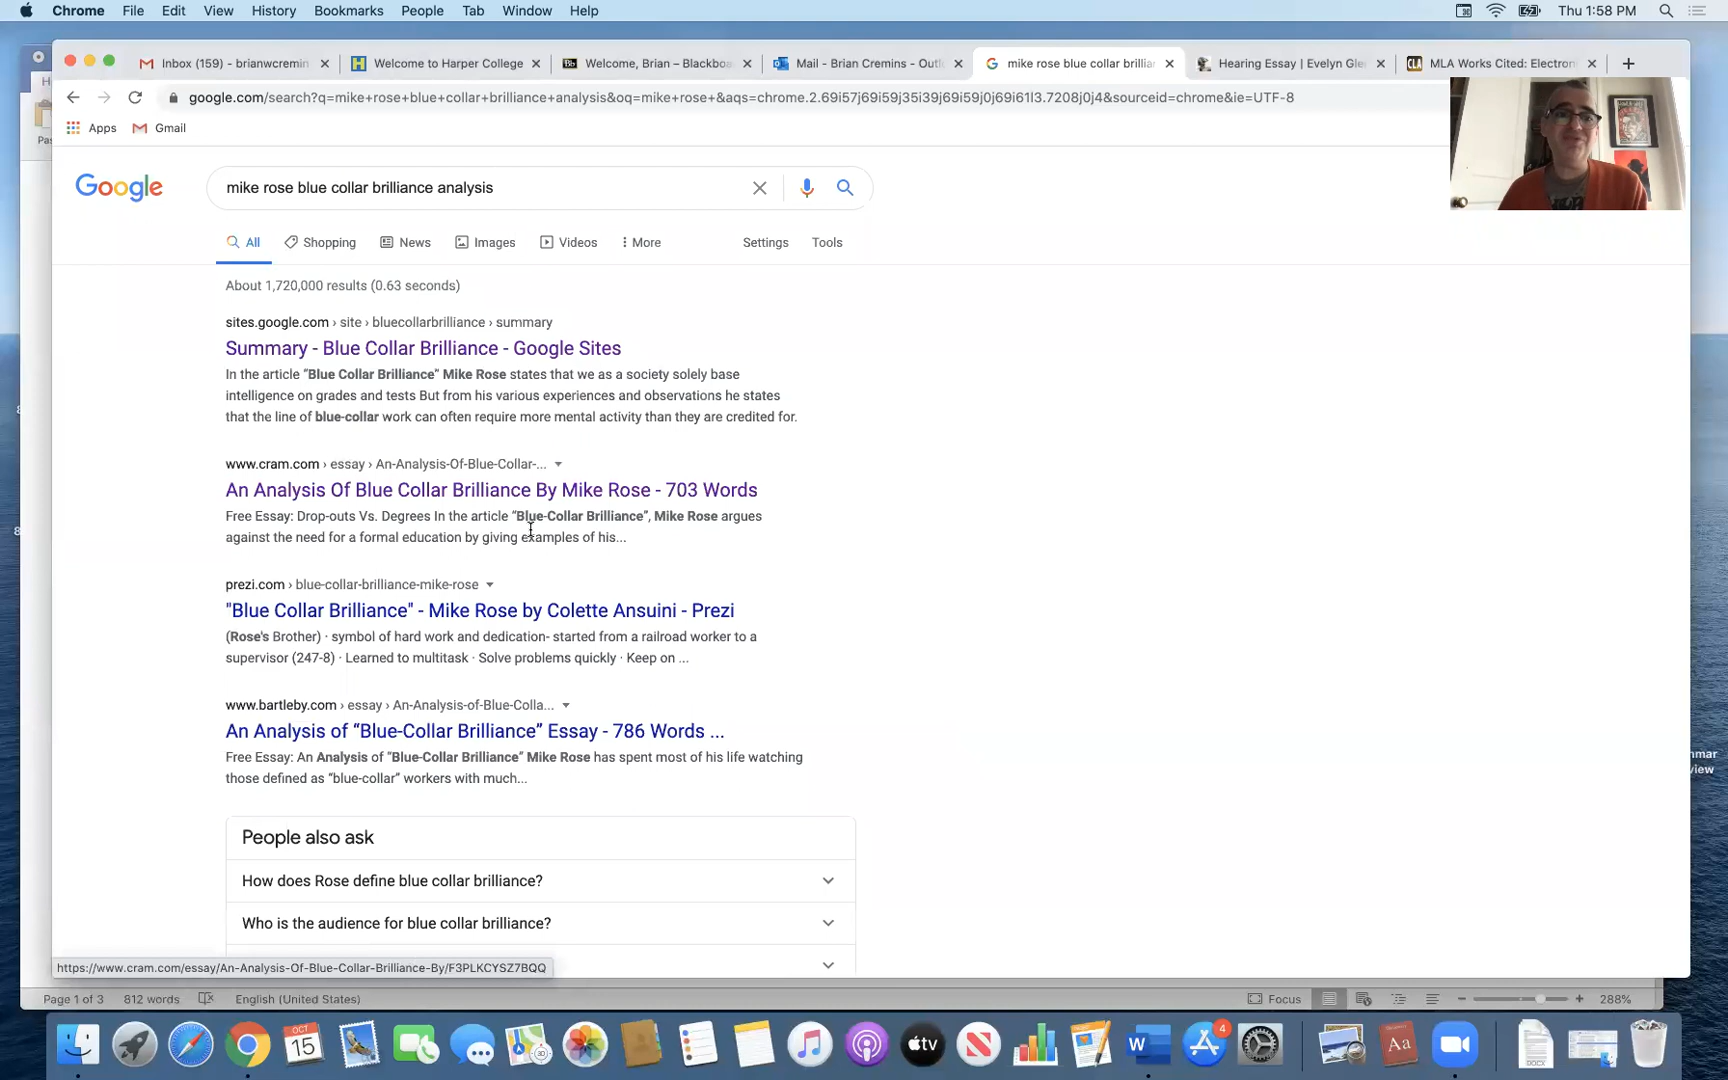 Chrome File Edit View History Bookmarks People Tab Window Help Thu 1:58 PM
Inbox (159) - brianwcremin Welcome to Harper College Welcome, Brian – Blackboa Mail - Brian Cremins - Outl mike rose blue collar brillian Hearing Essay | Evelyn Gle MLA Works Cited: Electron
google.com/search?q=mike+rose+blue+collar+brilliance+analysis&oq=mike+rose+&aqs=chrome.2.69i57j69i59j35i39j69i59j0j69i61l3.7208j0j4&sourceid=chrome&ie=UTF-8
Apps Gmail
Google mike rose blue collar brilliance analysis
All Shopping News Images Videos More Settings Tools
About 1,720,000 results (0.63 seconds)
sites.google.com › site › bluecollarbrilliance › summary
Summary - Blue Collar Brilliance - Google Sites
In the article “Blue Collar Brilliance” Mike Rose states that we as a society solely base
intelligence on grades and tests But from his various experiences and observations he states
that the line of blue-collar work can often require more mental activity than they are credited for.
www.cram.com › essay › An-Analysis-Of-Blue-Collar-...
An Analysis Of Blue Collar Brilliance By Mike Rose - 703 Words
Free Essay: Drop-outs Vs. Degrees In the article “Blue-Collar Brilliance”, Mike Rose argues
against the need for a formal education by giving examples of his...
prezi.com › blue-collar-brilliance-mike-rose
"Blue Collar Brilliance" - Mike Rose by Colette Ansuini - Prezi
(Rose's Brother) · symbol of hard work and dedication- started from a railroad worker to a
supervisor (247-8) · Learned to multitask · Solve problems quickly · Keep on ...
www.bartleby.com › essay › An-Analysis-of-Blue-Colla...
An Analysis of “Blue-Collar Brilliance” Essay - 786 Words ...
Free Essay: An Analysis of "Blue-Collar Brilliance” Mike Rose has spent most of his life watching
those defined as “blue-collar” workers with much...
People also ask
How does Rose define blue collar brilliance?
Who is the audience for blue collar brilliance?
https://www.cram.com/essay/An-Analysis-Of-Blue-Collar-Brilliance-By/F3PLKCYSZ7BQQ
Page 1 of 3 812 words English (United States) Focus 288%
OCT
15
tv
W
4
Aa
DOCX